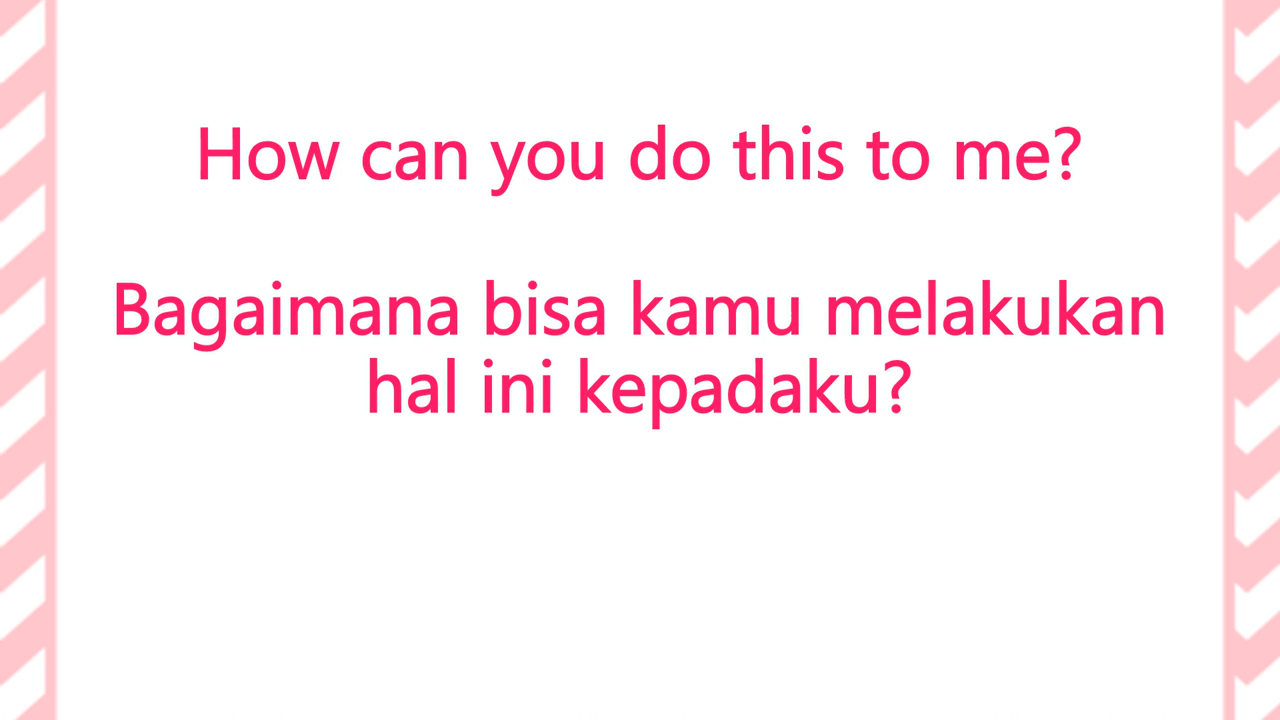 How can you do this to me?
Bagaimana bisa kamu melakukan
hal ini kepadaku?